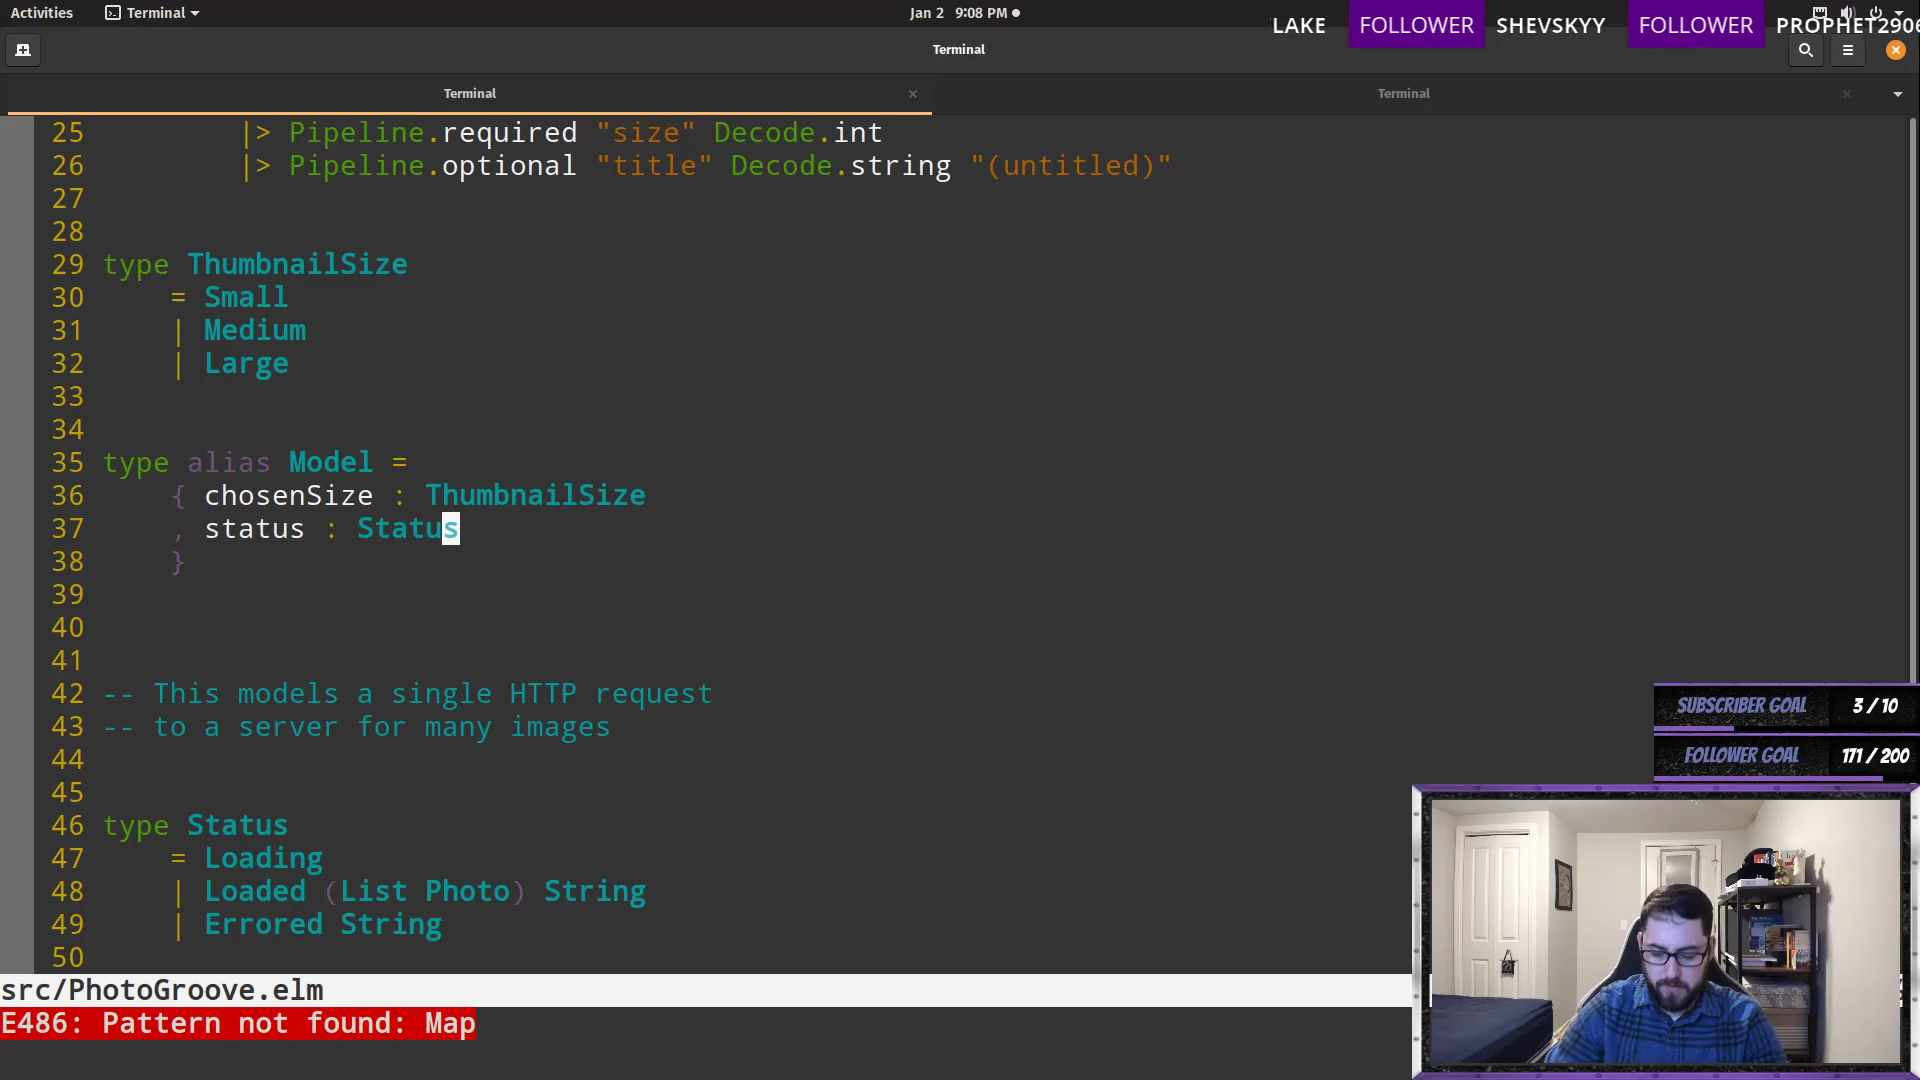 Activities Terminal Jan 2 9:08 PM
LAKE FOLLOWER SHEVSKYY FOLLOWER PROPHET2906
Terminal
Terminal Terminal
25 |> Pipeline.required "size" Decode.int
26 |> Pipeline.optional "title" Decode.string "(untitled)"
27
28
29 type ThumbnailSize
30 = Small
31 | Medium
32 | Large
33
34
35 type alias Model =
36 { chosenSize : ThumbnailSize
37 , status : Status
38 }
39
40
41
42 -- This models a single HTTP request
43 -- to a server for many images
44
45
46 type Status
47 = Loading
48 | Loaded (List Photo) String
49 | Errored String
50
src/PhotoGroove.elm
E486: Pattern not found: Map
SUBSCRIBER GOAL 3 / 10
FOLLOWER GOAL 171 / 200